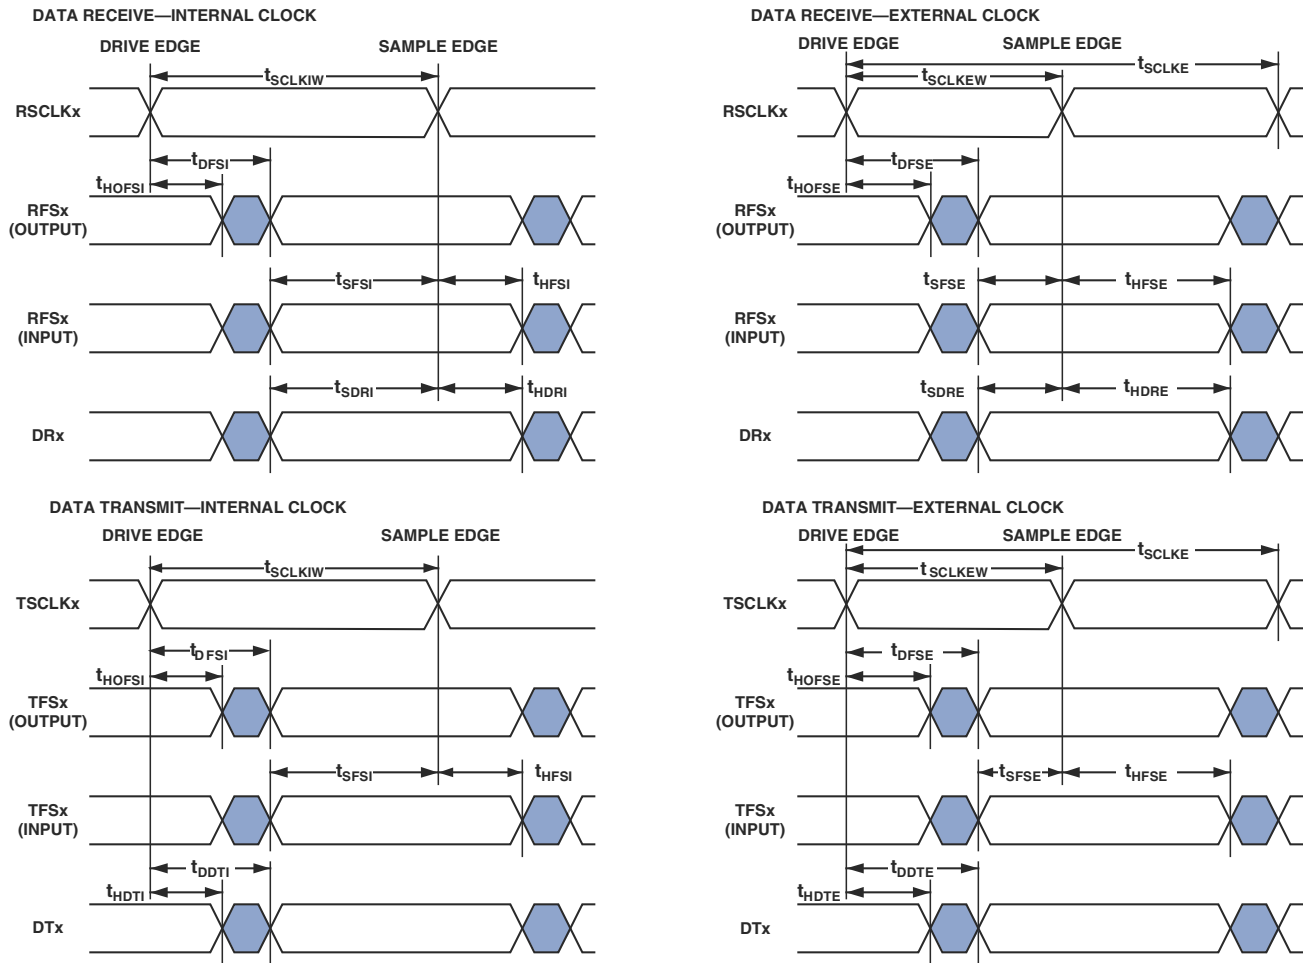 DATA RECEIVE—INTERNAL CLOCK
DRIVE EDGE SAMPLE EDGE
tSCLKIW
RSCLKx
tDFSI
tHOFSI
RFSx
(OUTPUT)
tSFSI tHFSI
RFSx
(INPUT)
tSDRI tHDRI
DRx
DATA RECEIVE—EXTERNAL CLOCK
DRIVE EDGE SAMPLE EDGE
tSCLKE
tSCLKEW
RSCLKx
tDFSE
tHOFSE
RFSx
(OUTPUT)
tSFSE tHFSE
RFSx
(INPUT)
tSDRE tHDRE
DRx
DATA TRANSMIT—INTERNAL CLOCK
DRIVE EDGE SAMPLE EDGE
tSCLKIW
TSCLKx
tDFSI
tHOFSI
TFSx
(OUTPUT)
tSFSI tHFSI
TFSx
(INPUT)
tDDTI
tHDTI
DTx
DATA TRANSMIT—EXTERNAL CLOCK
DRIVE EDGE SAMPLE EDGE
tSCLKE
tSCLKEW
TSCLKx
tDFSE
tHOFSE
TFSx
(OUTPUT)
tSFSE tHFSE
TFSx
(INPUT)
tDDTE
tHDTE
DTx